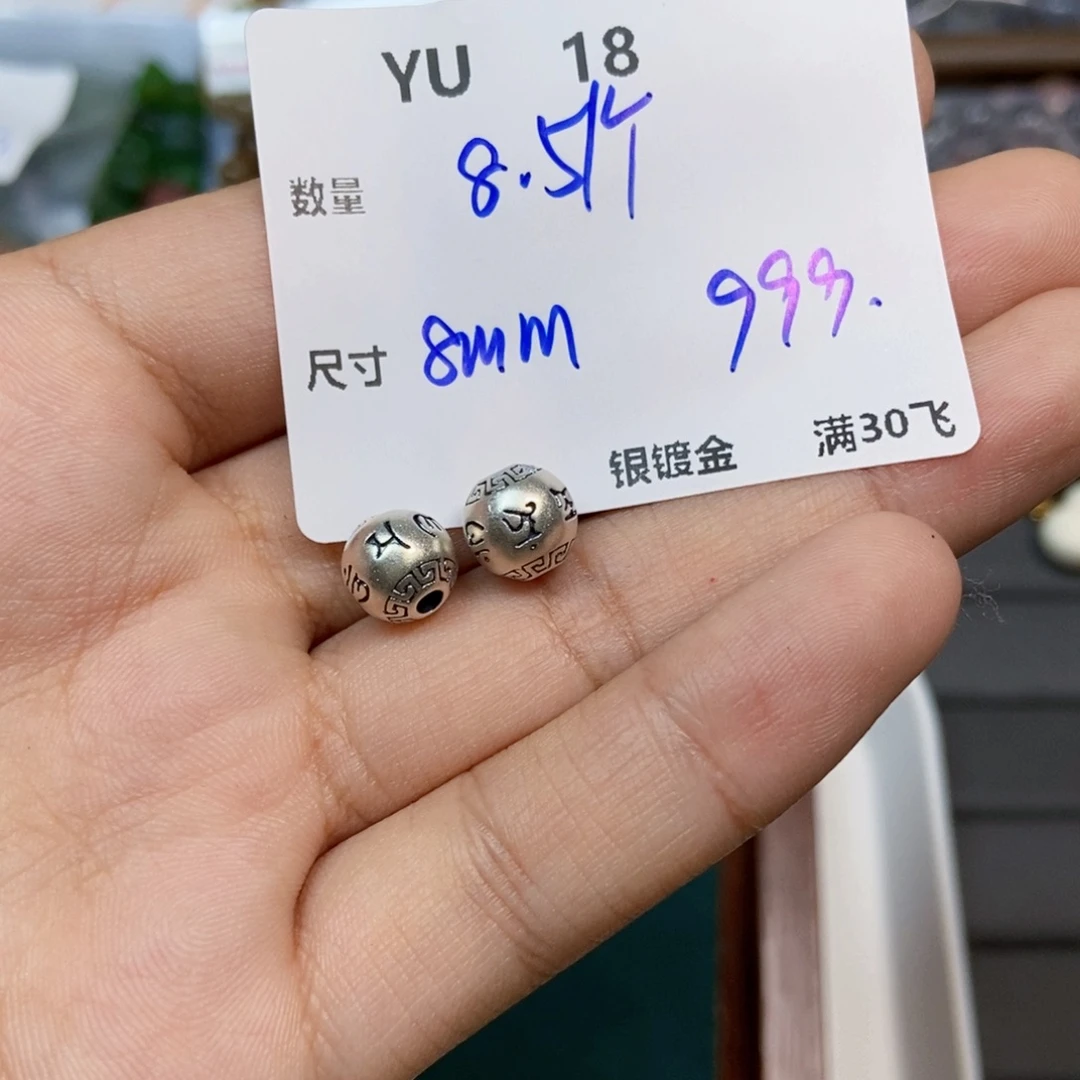 YU 18
数量 8.5/个
尺寸 8mm 999.
银镀金 满30飞